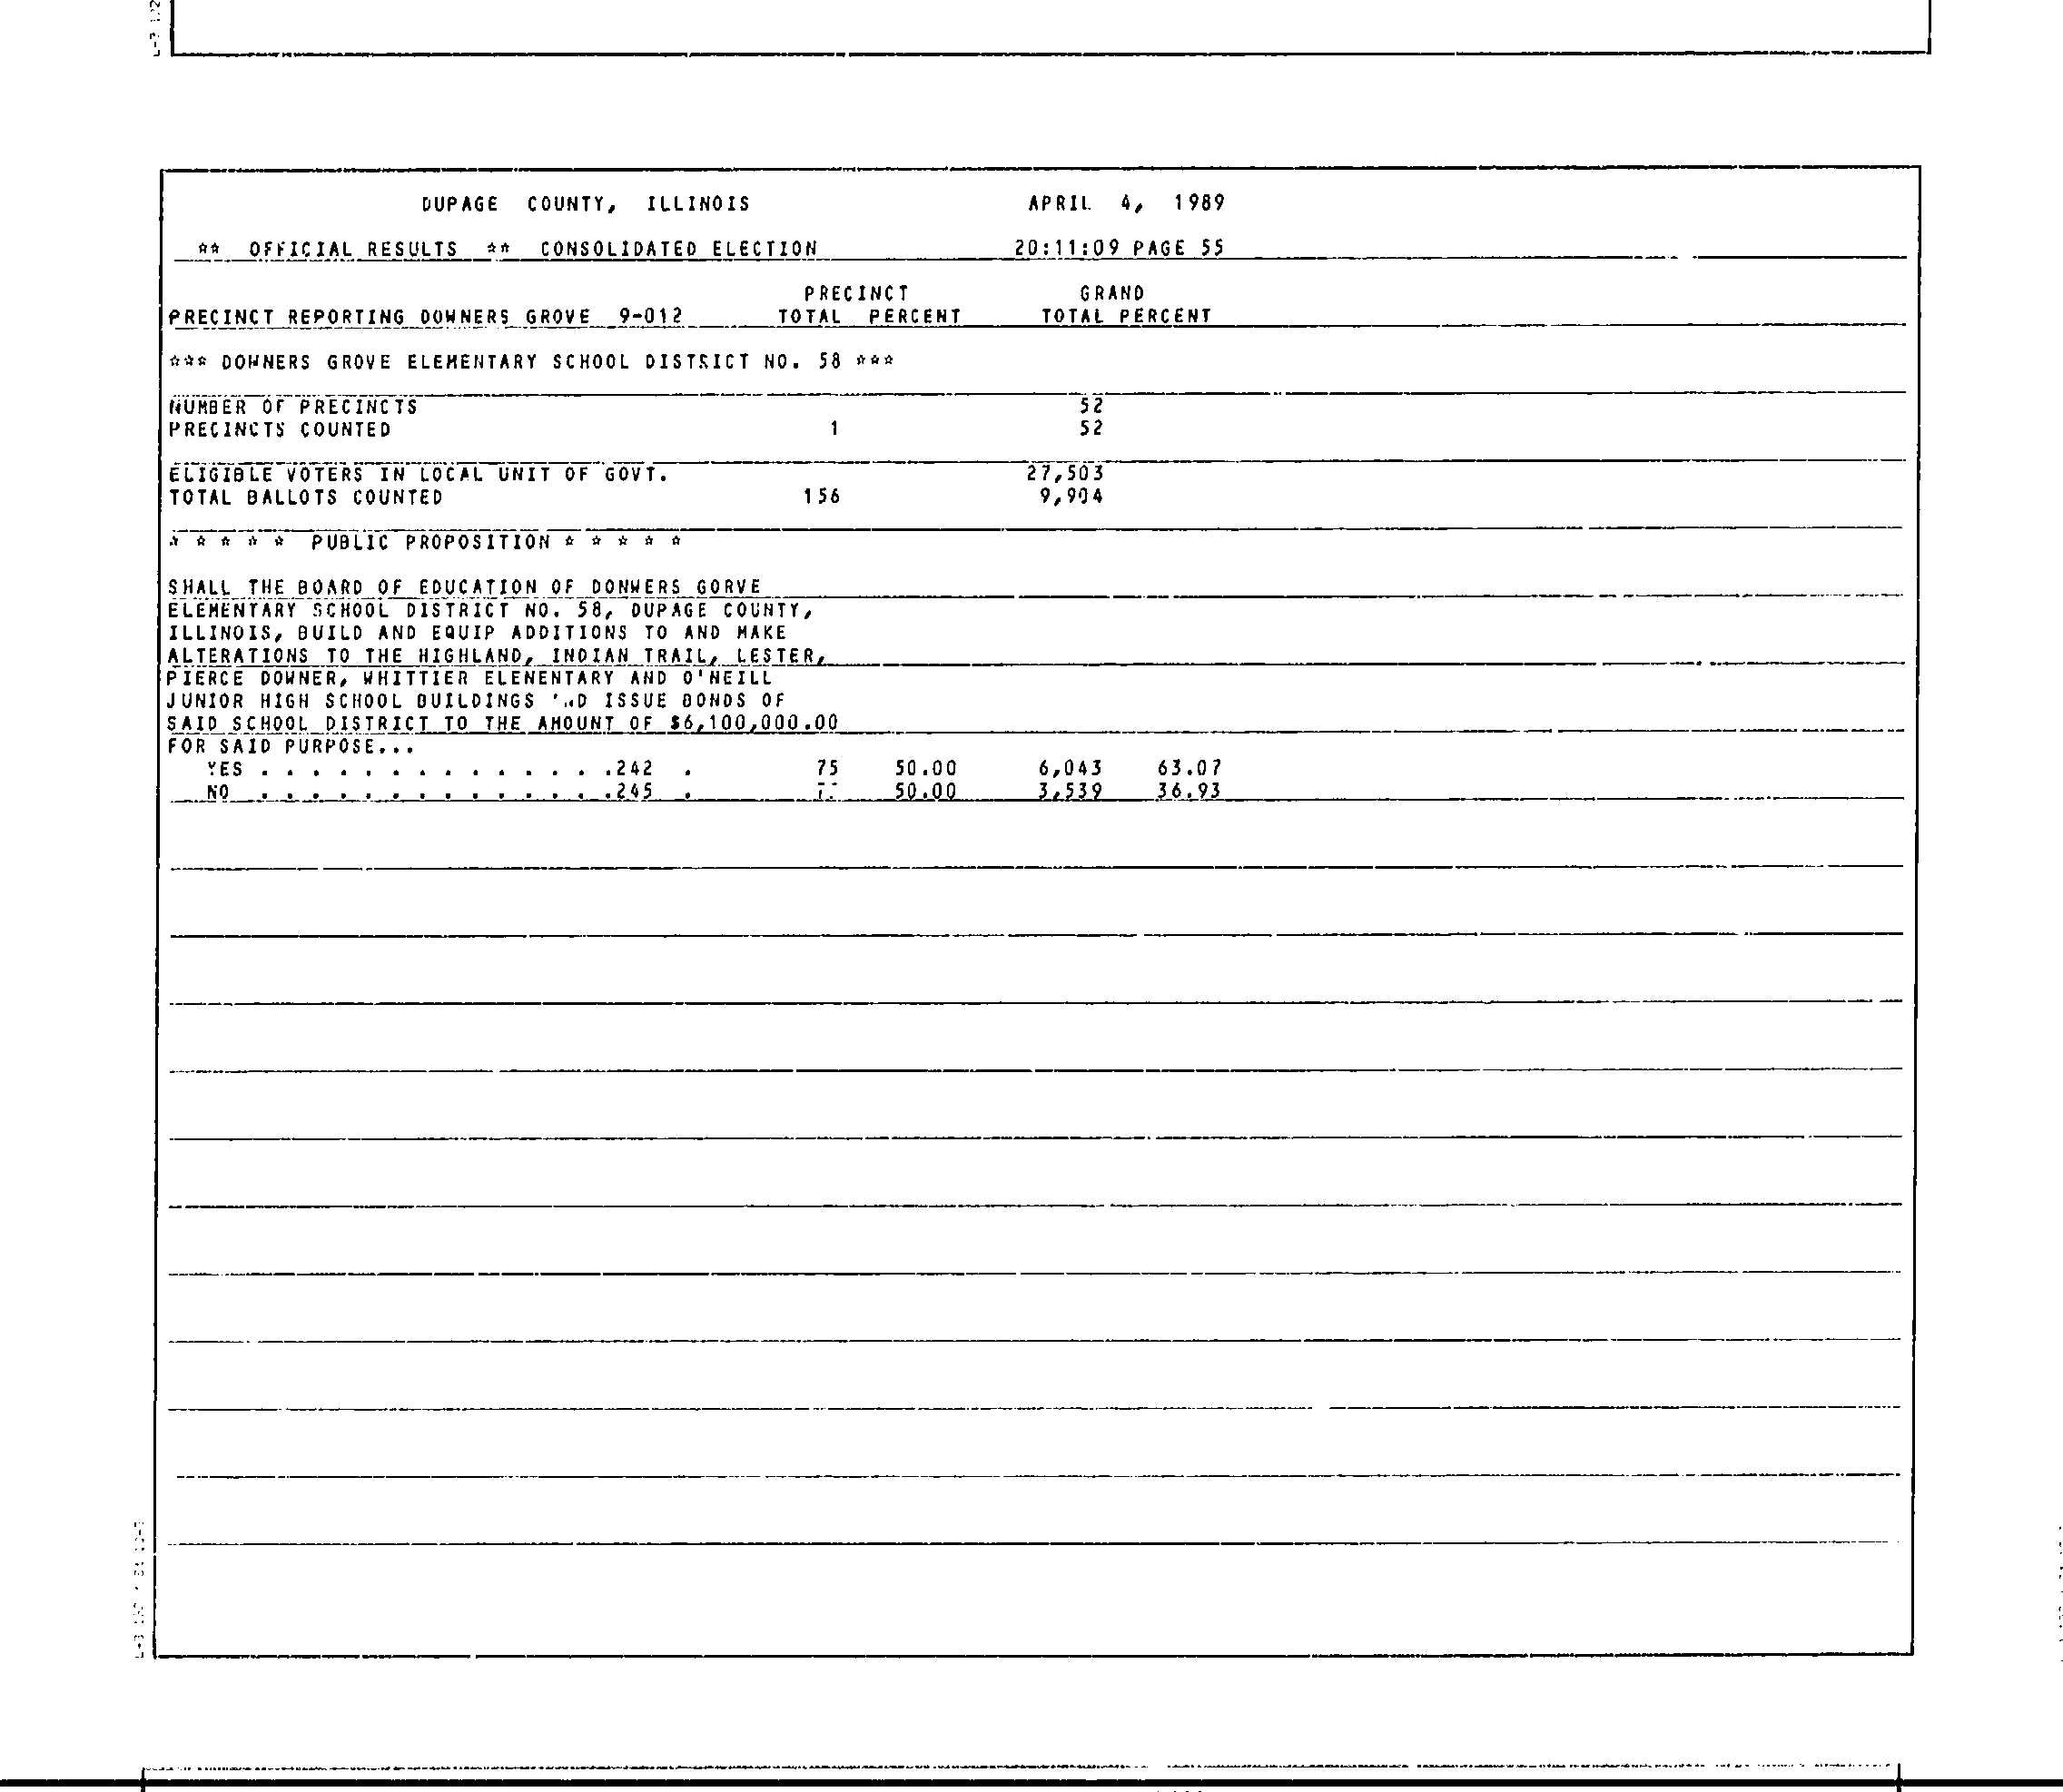 DUPAGE COUNTY, ILLINOIS APRIL 4, 1989
** OFFICIAL RESULTS ** CONSOLIDATED ELECTION 20:11:09 PAGE 55
PRECINCT GRAND
PRECINCT REPORTING DOWNERS GROVE 9-012 TOTAL PERCENT TOTAL PERCENT
*** DOWNERS GROVE ELEMENTARY SCHOOL DISTRICT NO. 58 ***
NUMBER OF PRECINCTS 52
PRECINCTS COUNTED 1 52
ELIGIBLE VOTERS IN LOCAL UNIT OF GOVT. 27,503
TOTAL BALLOTS COUNTED 156 9,904
* * * * * PUBLIC PROPOSITION * * * * *
SHALL THE BOARD OF EDUCATION OF DONWERS GORVE
ELEMENTARY SCHOOL DISTRICT NO. 58, DUPAGE COUNTY,
ILLINOIS, BUILD AND EQUIP ADDITIONS TO AND MAKE
ALTERATIONS TO THE HIGHLAND, INDIAN TRAIL, LESTER,
PIERCE DOWNER, WHITTIER ELENENTARY AND O'NEILL
JUNIOR HIGH SCHOOL BUILDINGS ISSUE BONDS OF
SAID SCHOOL DISTRICT TO THE AMOUNT OF $6,100,000.00
FOR SAID PURPOSE...
YES . . . . . . . . . . . . . .242 . 75 50.00 6,043 63.07
NO . . . . . . . . . . . . . .245 . 50.00 3,539 36.93